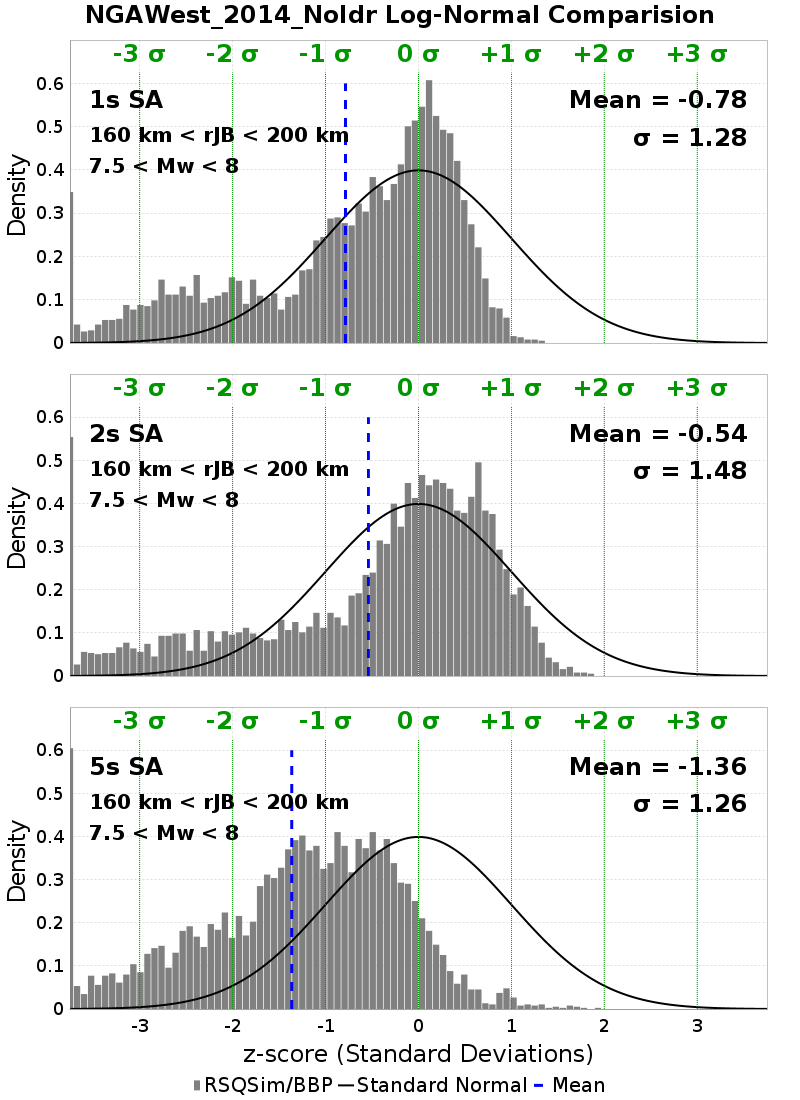 NGAWest_2014_NoIdr Log-Normal Comparision
-3 σ -2 σ -1 σ 0 σ +1 σ +2 σ +3 σ
1s SA
Mean = -0.78
160 km < rJB < 200 km
σ = 1.28
7.5 < Mw < 8
Density
0.6
0.5
0.4
0.3
0.2
0.1
0
-3 σ -2 σ -1 σ 0 σ +1 σ +2 σ +3 σ
2s SA
Mean = -0.54
160 km < rJB < 200 km
σ = 1.48
7.5 < Mw < 8
Density
0.6
0.5
0.4
0.3
0.2
0.1
0
-3 σ -2 σ -1 σ 0 σ +1 σ +2 σ +3 σ
5s SA
Mean = -1.36
160 km < rJB < 200 km
σ = 1.26
7.5 < Mw < 8
Density
0.6
0.5
0.4
0.3
0.2
0.1
0
-3 -2 -1 0 1 2 3
z-score (Standard Deviations)
RSQSim/BBP Standard Normal Mean